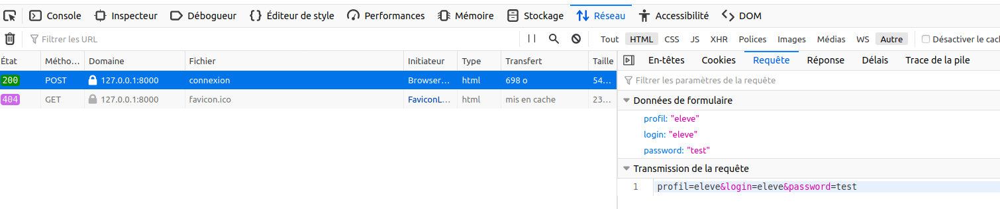 Console Inspecteur Débogueur Éditeur de style Performances Mémoire Stockage Réseau Accessibilité DOM
Filtrer les URL Tout HTML CSS JS XHR Polices Images Médias WS Autre Désactiver le cac
État Métho… Domaine Fichier Initiateur Type Transfert Taille
En-têtes Cookies Requête Réponse Délais Trace de la pile
200 POST 127.0.0.1:8000 connexion Browser… html 698 o 54…
404 GET 127.0.0.1:8000 favicon.ico FaviconL… html mis en cache 23…
Filtrer les paramètres de la requête
Données de formulaire
profil: "eleve"
login: "eleve"
password: "test"
Transmission de la requête
1 profil=eleve&login=eleve&password=test